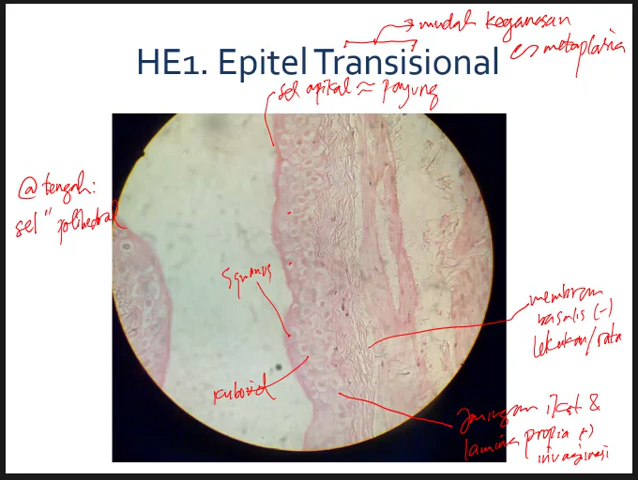 mudah keganasan
↔ metaplasia
HE1. Epitel Transisional
sel apikal ≈ payung
@ tengah:
sel" polihedral
squamos
kuboid
membran
basalis (-)
lekukan/rata
Jaringan ikat &
lamina propia (+)
invaginasi